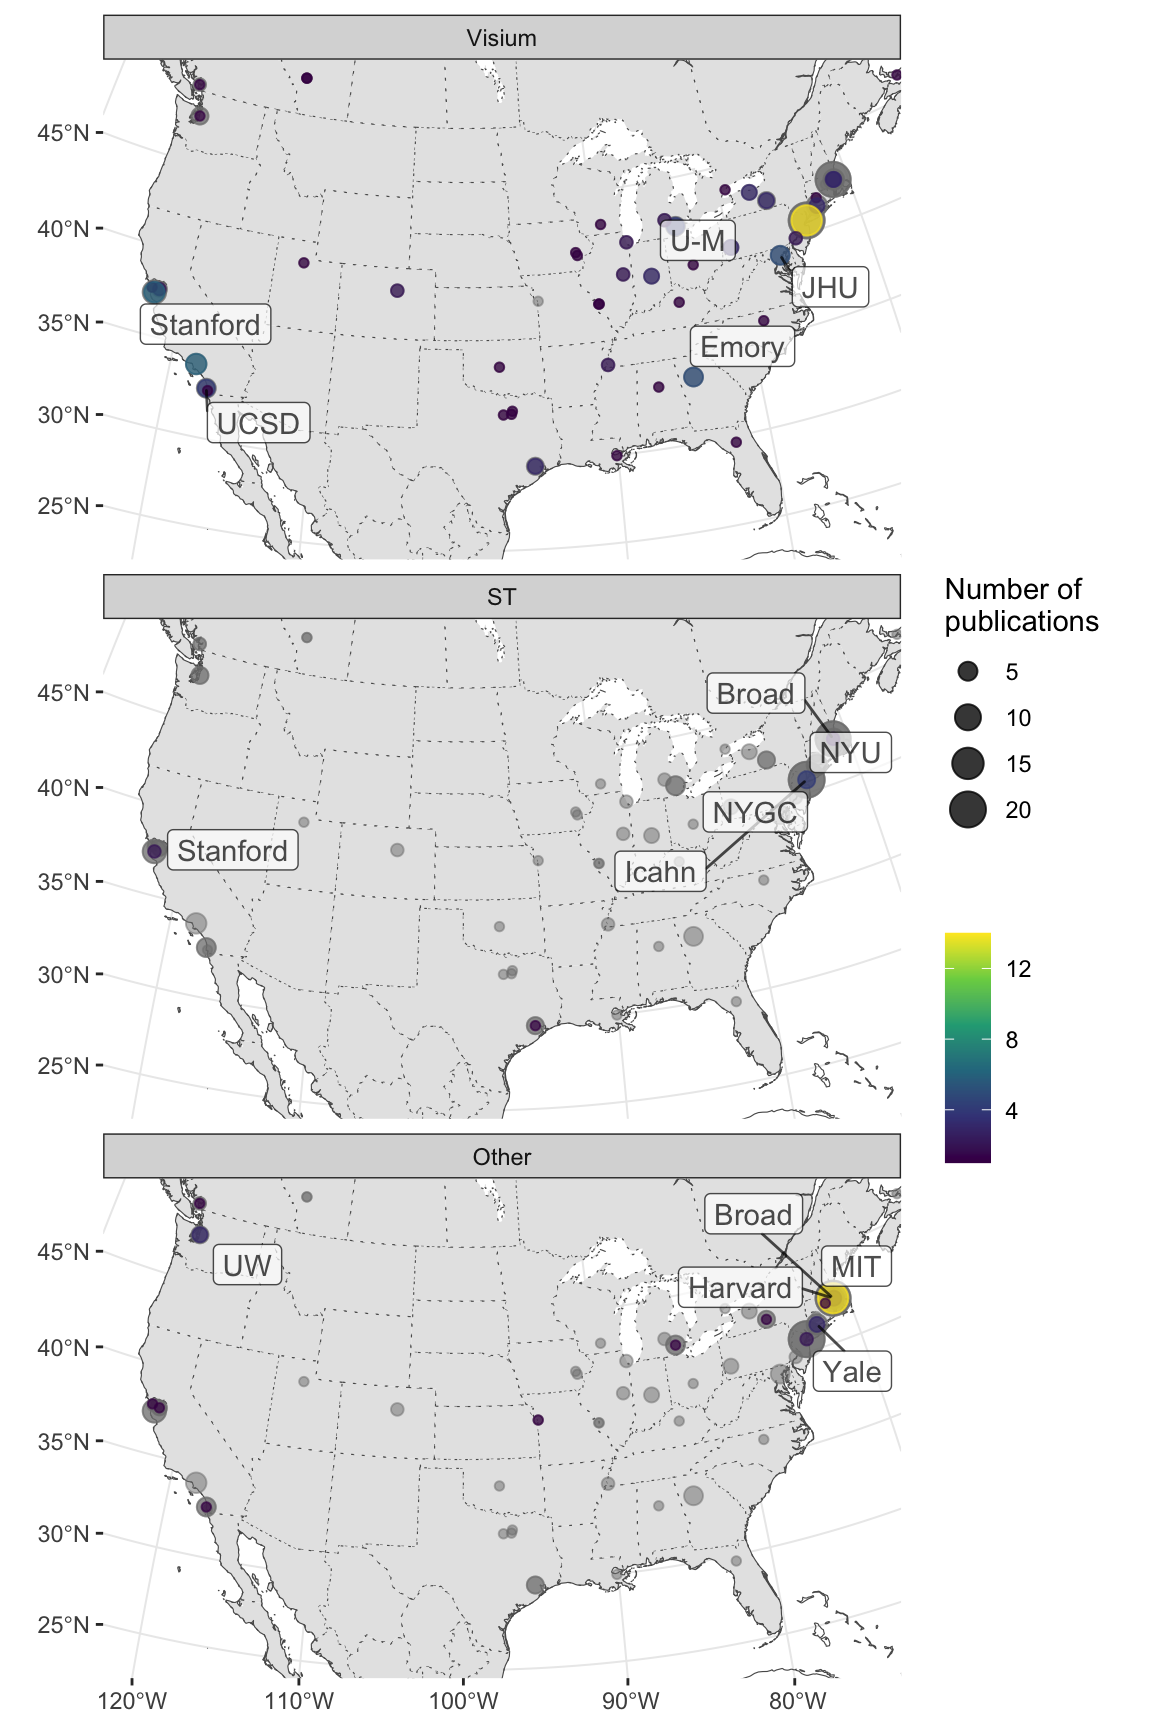 Visium
45°N
40°N
35°N
30°N
25°N
U-M
JHU
Stanford
Emory
UCSD
ST
45°N
40°N
35°N
30°N
25°N
Broad
NYU
NYGC
Stanford
Icahn
Number of
publications
5
10
15
20
12
8
4
Other
45°N
40°N
35°N
30°N
25°N
Broad
UW
MIT
Harvard
Yale
120°W
110°W
100°W
90°W
80°W